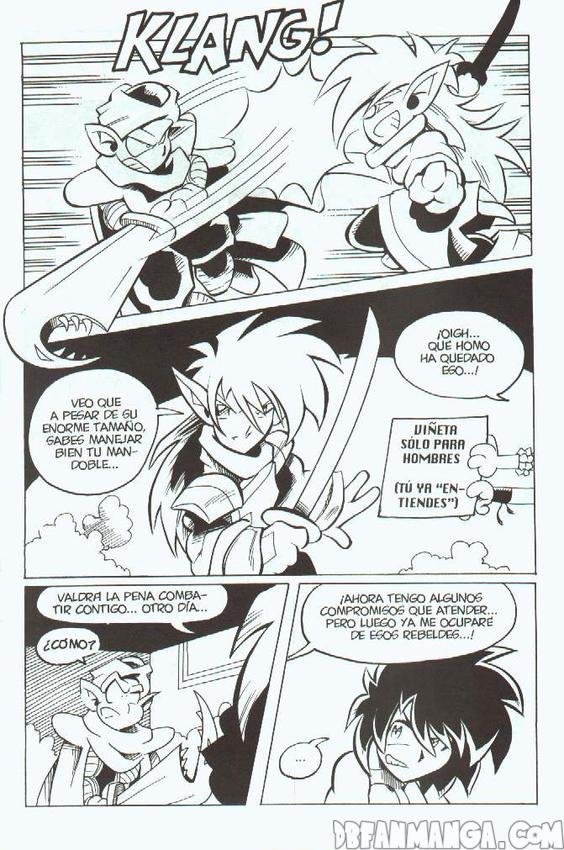 KLANG!
VEO QUE
A PESAR DE SU
ENORME TAMAÑO,
SABES MANEJAR
BIEN TU MAN-
DOBLE...
¡OIGH...
QUE HOMO
HA QUEDADO
ESO...!
VIÑETA
SÓLO PARA
HOMBRES
(TÚ YA "EN-
TIENDES")
VALDRA LA PENA COMBA-
TIR CONTIGO... OTRO DÍA...
¿CÓMO?
¡AHORA TENGO ALGUNOS
COMPROMISOS QUE ATENDER...
PERO LUEGO YA ME OCUPARE
DE ESOS REBELDES...!
...
DBFANMANGA.COM